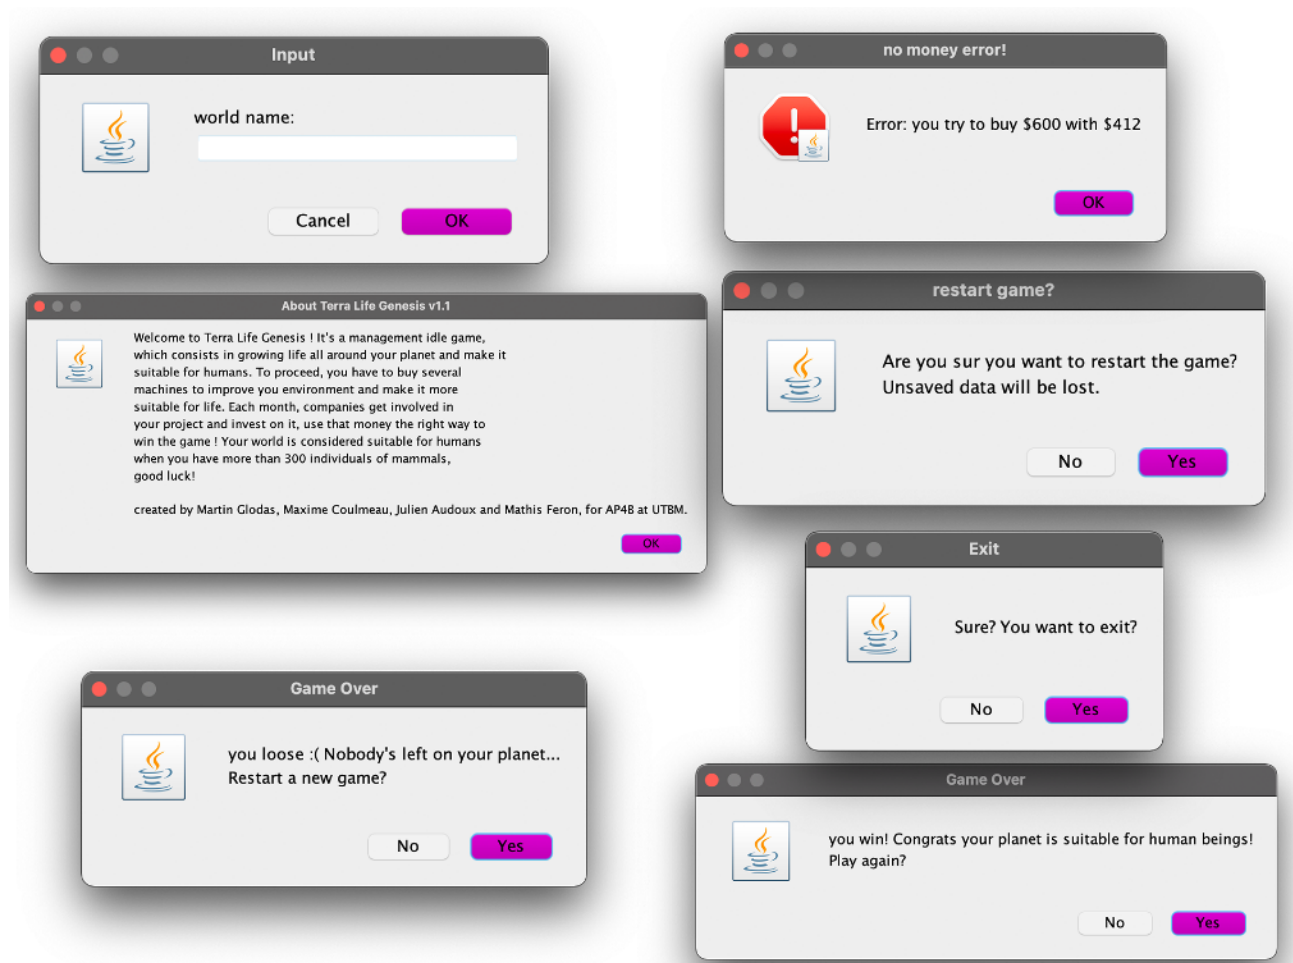 Input
world name:
Cancel
OK
no money error!
Error: you try to buy $600 with $412
OK
About Terra Life Genesis v1.1
Welcome to Terra Life Genesis ! It's a management idle game,
which consists in growing life all around your planet and make it
suitable for humans. To proceed, you have to buy several
machines to improve you environment and make it more
suitable for life. Each month, companies get involved in
your project and invest on it, use that money the right way to
win the game ! Your world is considered suitable for humans
when you have more than 300 individuals of mammals,
good luck!
created by Martin Glodas, Maxime Coulmeau, Julien Audoux and Mathis Feron, for AP4B at UTBM.
OK
restart game?
Are you sur you want to restart the game?
Unsaved data will be lost.
No
Yes
Exit
Sure? You want to exit?
No
Yes
Game Over
you loose :( Nobody's left on your planet...
Restart a new game?
No
Yes
Game Over
you win! Congrats your planet is suitable for human beings!
Play again?
No
Yes